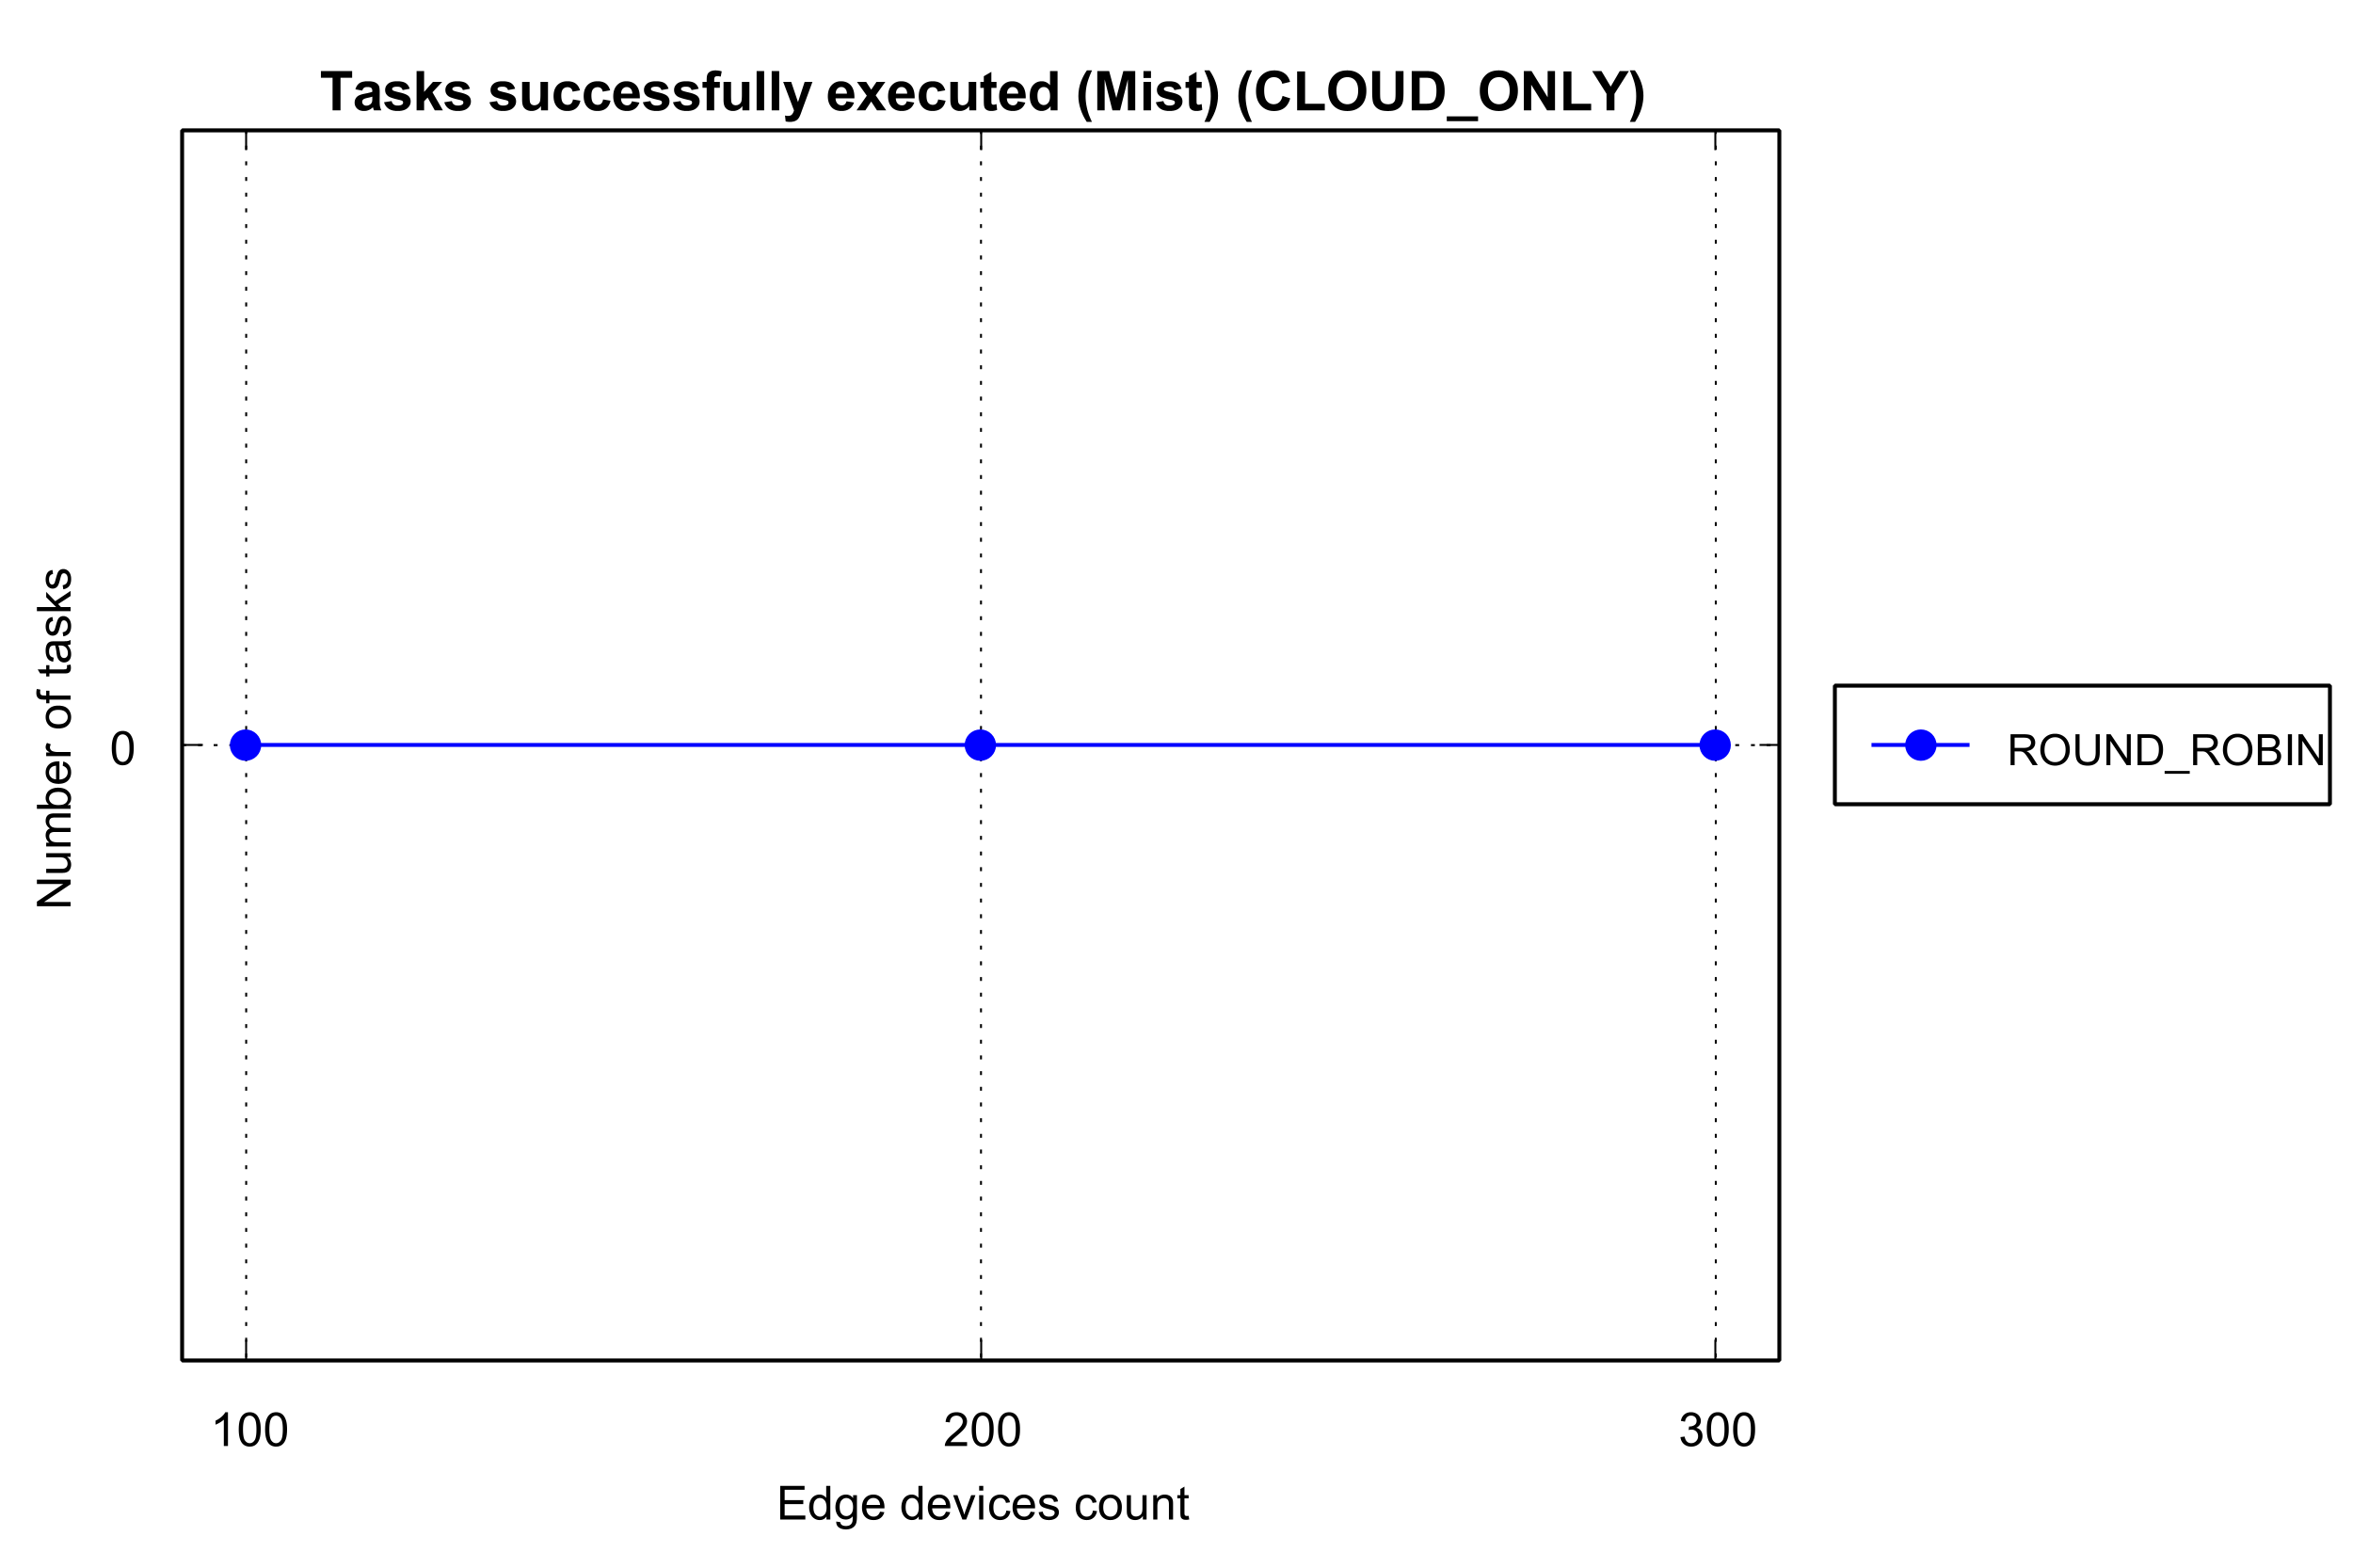 Tasks successfully executed (Mist) (CLOUD_ONLY)
Number of tasks
0
ROUND_ROBIN
100 200 300
Edge devices count